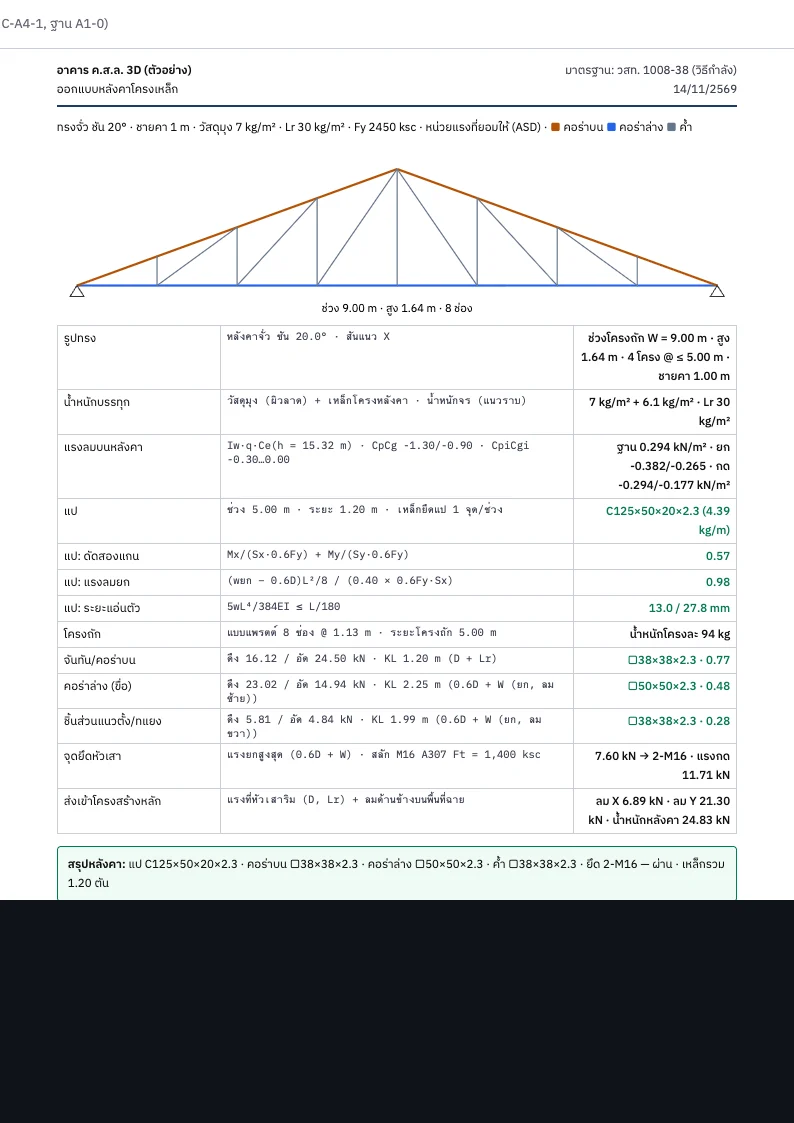 C-A4-1, ฐาน A1-0)
อาคาร ค.ส.ล. 3D (ตัวอย่าง)
มาตรฐาน: วสท. 1008-38 (วิธีกำลัง)
ออกแบบหลังคาโครงเหล็ก
14/11/2569
ทรงจั่ว ชัน 20° · ชายคา 1 m · วัสดุมุง 7 kg/m² · Lr 30 kg/m² · Fy 2450 ksc · หน่วยแรงที่ยอมให้ (ASD) · คอร่าบน คอร่าล่าง ค้ำ
ช่วง 9.00 m · สูง 1.64 m · 8 ช่อง
รูปทรง
หลังคาจั่ว ชัน 20.0° · สันแนว X
ช่วงโครงถัก W = 9.00 m · สูง
1.64 m · 4 โครง @ ≤ 5.00 m ·
ชายคา 1.00 m
น้ำหนักบรรทุก
วัสดุมุง (ผิวลาด) + เหล็กโครงหลังคา · น้ำหนักจร (แนวราบ)
7 kg/m² + 6.1 kg/m² · Lr 30
kg/m²
แรงลมบนหลังคา
Iw·q·Ce(h = 15.32 m) · CpCg -1.30/-0.90 · CpiCgi
-0.30…0.00
ฐาน 0.294 kN/m² · ยก
-0.382/-0.265 · กด
-0.294/-0.177 kN/m²
แป
ช่วง 5.00 m · ระยะ 1.20 m · เหล็กยึดแป 1 จุด/ช่วง
C125×50×20×2.3 (4.39
kg/m)
แป: ดัดสองแกน
Mx/(Sx·0.6Fy) + My/(Sy·0.6Fy)
0.57
แป: แรงลมยก
(wยก − 0.6D)L²/8 / (0.40 × 0.6Fy·Sx)
0.98
แป: ระยะแอ่นตัว
5wL⁴/384EI ≤ L/180
13.0 / 27.8 mm
โครงถัก
แบบแพรตต์ 8 ช่อง @ 1.13 m · ระยะโครงถัก 5.00 m
น้ำหนักโครงละ 94 kg
จันทัน/คอร่าบน
ดึง 16.12 / อัด 24.50 kN · KL 1.20 m (D + Lr)
▢38×38×2.3 · 0.77
คอร่าล่าง (ขื่อ)
ดึง 23.02 / อัด 14.94 kN · KL 2.25 m (0.6D + W (ยก, ลม
ซ้าย))
▢50×50×2.3 · 0.48
ชิ้นส่วนแนวตั้ง/ทแยง
ดึง 5.81 / อัด 4.84 kN · KL 1.99 m (0.6D + W (ยก, ลม
ขวา))
▢38×38×2.3 · 0.28
จุดยึดหัวเสา
แรงยกสูงสุด (0.6D + W) · สลัก M16 A307 Ft = 1,400 ksc
7.60 kN → 2-M16 · แรงกด
11.71 kN
ส่งเข้าโครงสร้างหลัก
แรงที่หัวเสาริม (D, Lr) + ลมด้านข้างบนพื้นที่ฉาย
ลม X 6.89 kN · ลม Y 21.30
kN · น้ำหนักหลังคา 24.83 kN
สรุปหลังคา: แป C125×50×20×2.3 · คอร่าบน ▢38×38×2.3 · คอร่าล่าง ▢50×50×2.3 · ค้ำ ▢38×38×2.3 · ยึด 2-M16 — ผ่าน · เหล็กรวม
1.20 ตัน